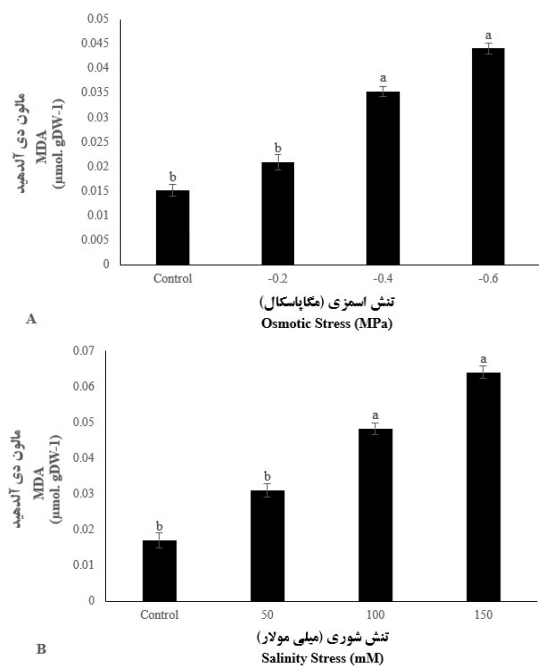 0.05
0.045
0.04
0.035
0.03
0.025
0.02
0.015
0.01
0.005
0
مالون دی آلدهید
MDA
(µmol. gDW-1)
b
b
a
a
Control
-0.2
-0.4
-0.6
تنش اسمزی (مگاپاسکال)
Osmotic Stress (MPa)
A
0.07
0.06
0.05
0.04
0.03
0.02
0.01
0
مالون دی آلدهید
MDA
(µmol. gDW-1)
b
b
a
a
Control
50
100
150
تنش شوری (میلی مولار)
Salinity Stress (mM)
B